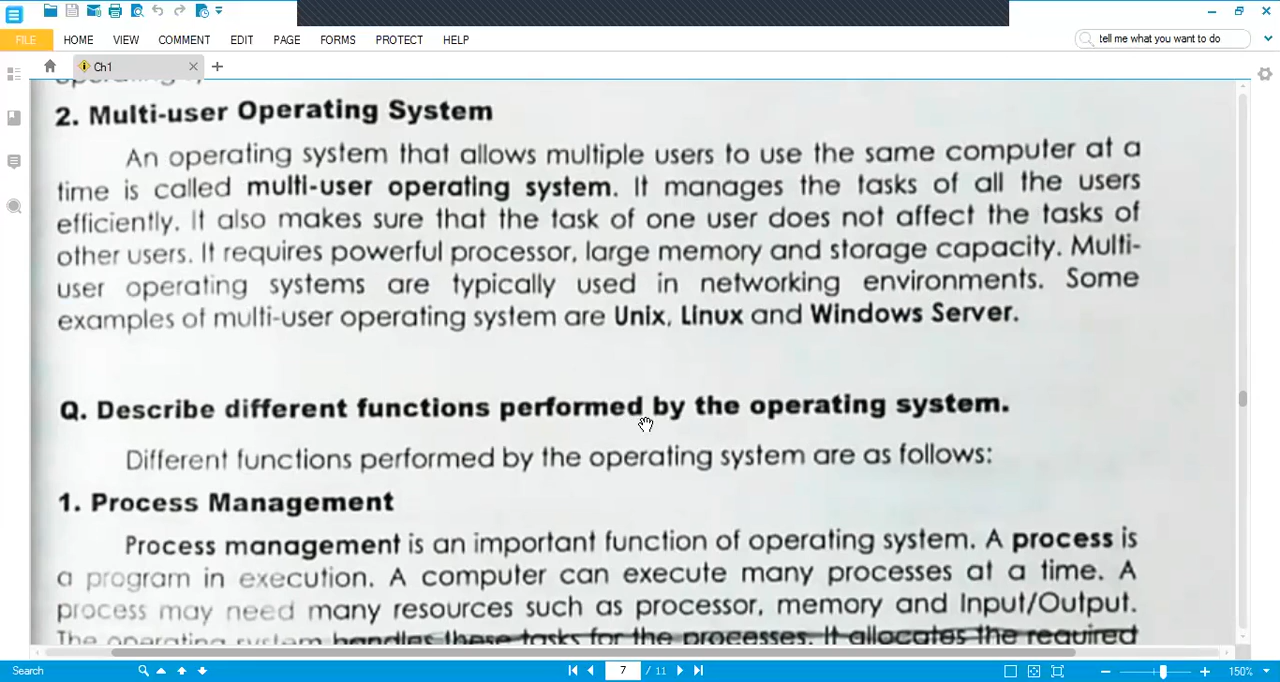 FILE HOME VIEW COMMENT EDIT PAGE FORMS PROTECT HELP tell me what you want to do
Ch1
2. Multi-user Operating System
An operating system that allows multiple users to use the same computer at a
time is called multi-user operating system. It manages the tasks of all the users
efficiently. It also makes sure that the task of one user does not affect the tasks of
other users. It requires powerful processor, large memory and storage capacity. Multi-
user operating systems are typically used in networking environments. Some
examples of multi-user operating system are Unix, Linux and Windows Server.
Q. Describe different functions performed by the operating system.
Different functions performed by the operating system are as follows:
1. Process Management
Process management is an important function of operating system. A process is
a program in execution. A computer can execute many processes at a time. A
process may need many resources such as processor, memory and Input/Output.
The operating system handles these tasks for the processes. It allocates the required
Search 7 / 11 150%